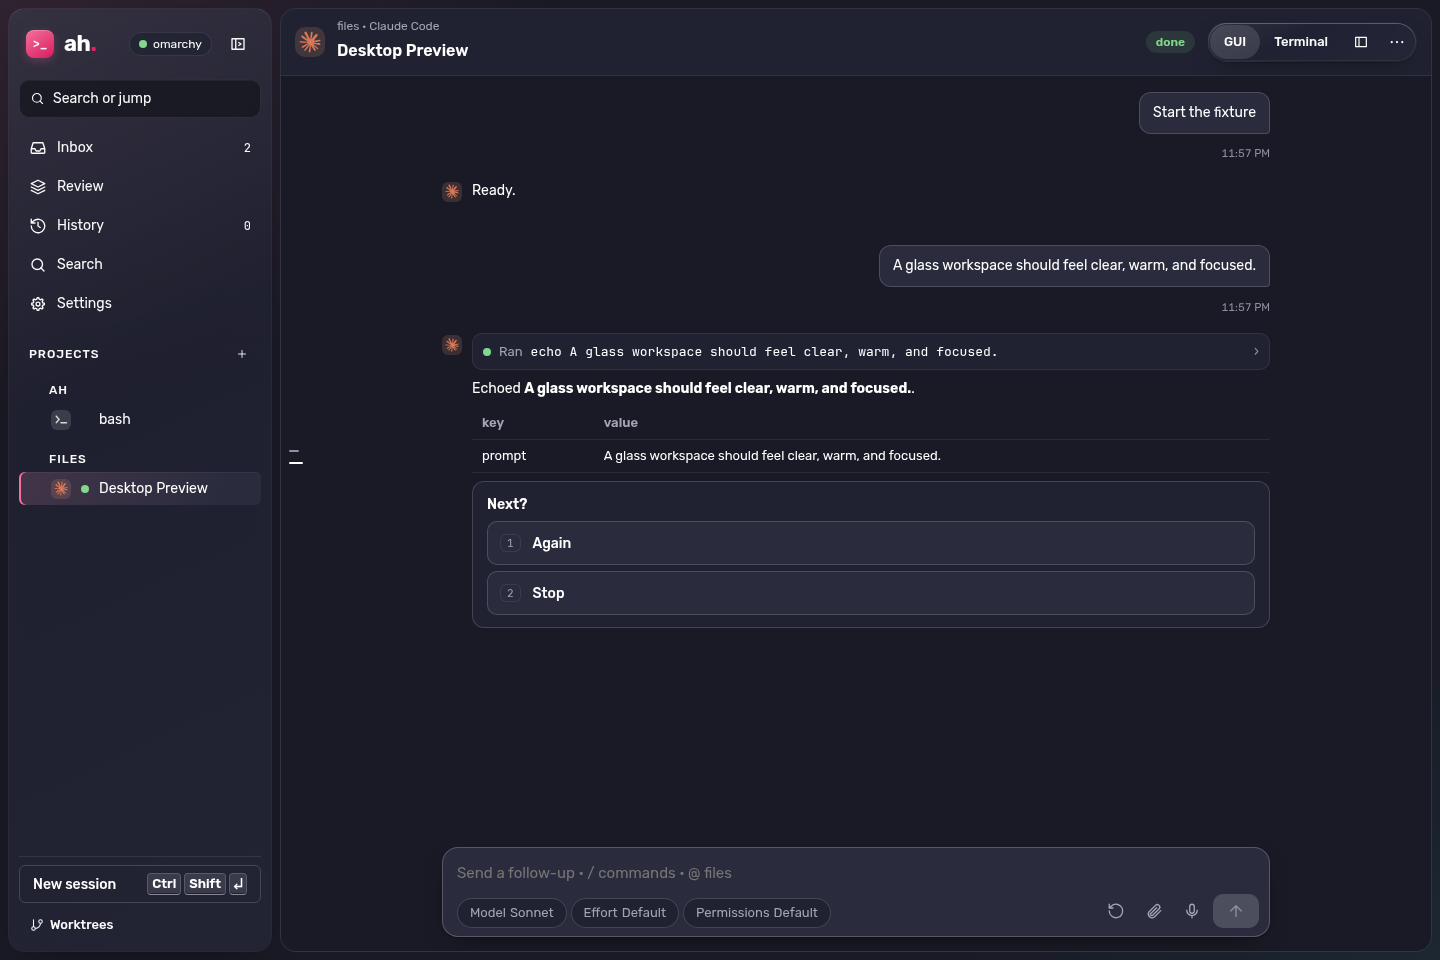 >_ ah.
omarchy
Search or jump
Inbox 2
Review
History 0
Search
Settings
PROJECTS +
AH
bash
FILES
Desktop Preview
New session Ctrl Shift ↲
Worktrees
files • Claude Code
Desktop Preview
done
GUI Terminal ...
Start the fixture
11:57 PM
Ready.
A glass workspace should feel clear, warm, and focused.
11:57 PM
Ran echo A glass workspace should feel clear, warm, and focused.
Echoed A glass workspace should feel clear, warm, and focused..
key value
prompt A glass workspace should feel clear, warm, and focused.
Next?
1 Again
2 Stop
Send a follow-up • / commands • @ files
Model Sonnet Effort Default Permissions Default